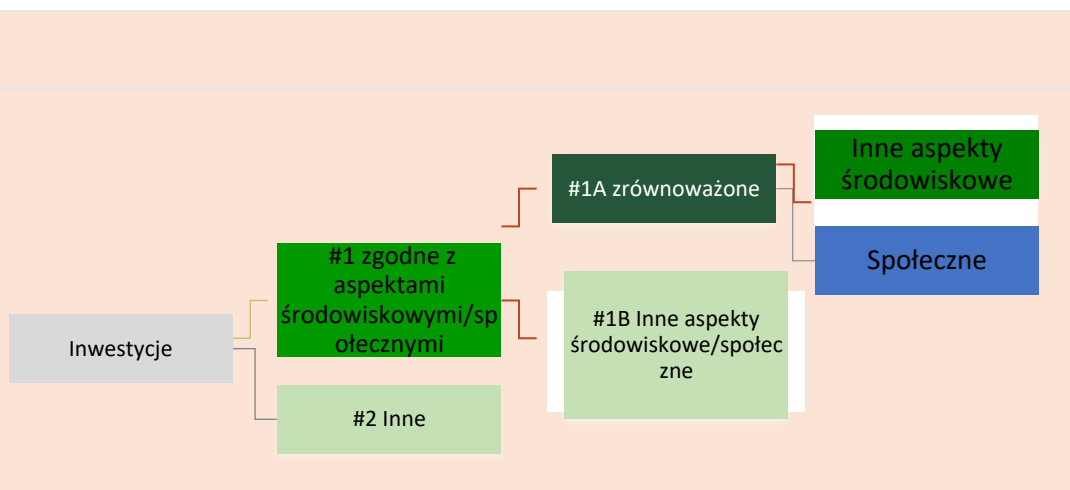 Inwestycje
#1 zgodne z
aspektami
środowiskowymi/sp
ołecznymi
#2 Inne
#1A zrównoważone
#1B Inne aspekty
środowiskowe/społec
zne
Inne aspekty
środowiskowe
Społeczne